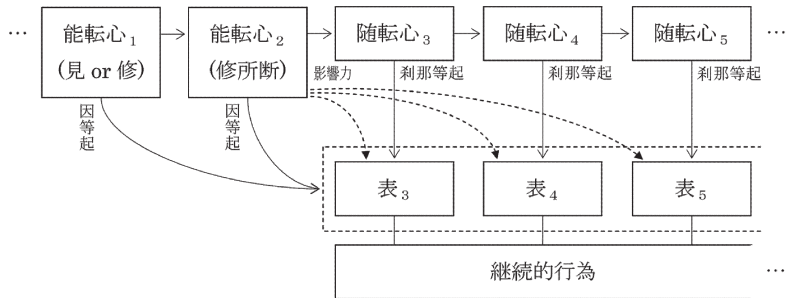 … 能転心1 能転心2 随転心3 随転心4 随転心5 …
(見 or 修) (修所断)
影響力 刹那等起 刹那等起 刹那等起
因等起 因等起
表3 表4 表5
継続的行為 …